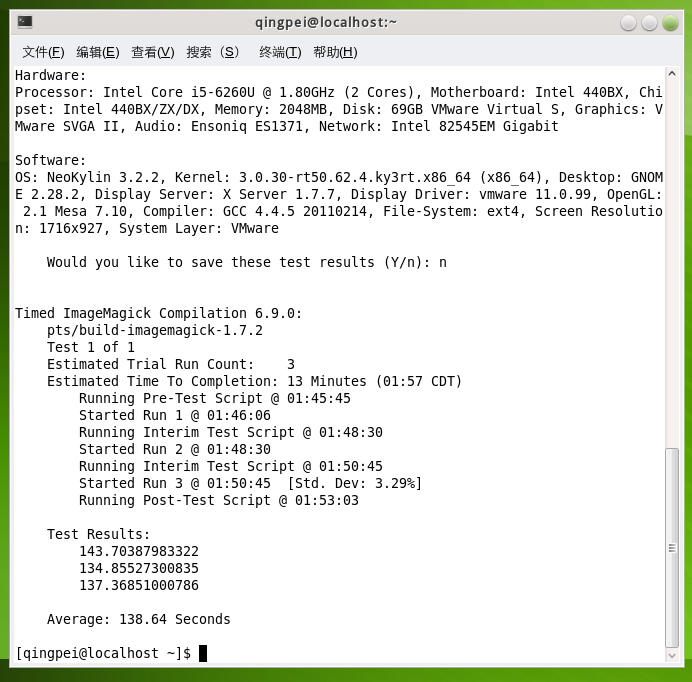 qingpei@localhost:~
文件(F) 编辑(E) 查看(V) 搜索（S） 终端(T) 帮助(H)
Hardware:
Processor: Intel Core i5-6260U @ 1.80GHz (2 Cores), Motherboard: Intel 440BX, Chi
pset: Intel 440BX/ZX/DX, Memory: 2048MB, Disk: 69GB VMware Virtual S, Graphics: V
Mware SVGA II, Audio: Ensoniq ES1371, Network: Intel 82545EM Gigabit
Software:
OS: NeoKylin 3.2.2, Kernel: 3.0.30-rt50.62.4.ky3rt.x86_64 (x86_64), Desktop: GNOM
E 2.28.2, Display Server: X Server 1.7.7, Display Driver: vmware 11.0.99, OpenGL:
 2.1 Mesa 7.10, Compiler: GCC 4.4.5 20110214, File-System: ext4, Screen Resolutio
n: 1716x927, System Layer: VMware
    Would you like to save these test results (Y/n): n
Timed ImageMagick Compilation 6.9.0:
    pts/build-imagemagick-1.7.2
    Test 1 of 1
    Estimated Trial Run Count:    3
    Estimated Time To Completion: 13 Minutes (01:57 CDT)
        Running Pre-Test Script @ 01:45:45
        Started Run 1 @ 01:46:06
        Running Interim Test Script @ 01:48:30
        Started Run 2 @ 01:48:30
        Running Interim Test Script @ 01:50:45
        Started Run 3 @ 01:50:45  [Std. Dev: 3.29%]
        Running Post-Test Script @ 01:53:03
    Test Results:
        143.70387983322
        134.85527300835
        137.36851000786
    Average: 138.64 Seconds
[qingpei@localhost ~]$